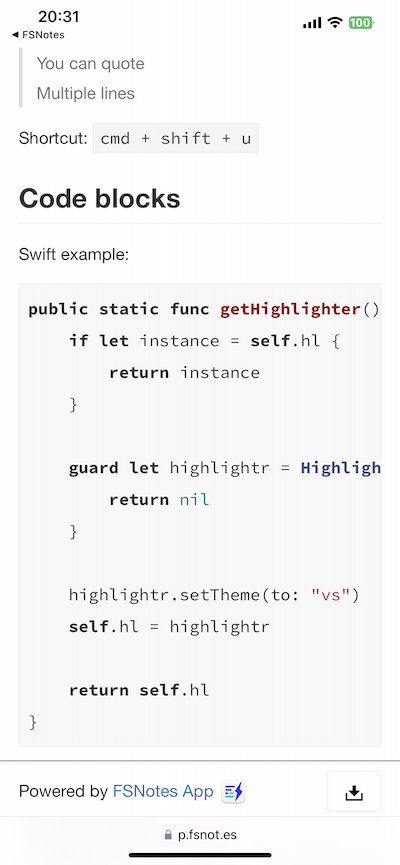 20:31
100
◀ FSNotes
You can quote
Multiple lines
Shortcut: cmd + shift + u
Code blocks
Swift example:
public static func getHighlighter()
    if let instance = self.hl {
        return instance
    }

    guard let highlightr = Highligh
        return nil
    }

    highlightr.setTheme(to: "vs")
    self.hl = highlightr

    return self.hl
}
Powered by FSNotes App
p.fsnot.es